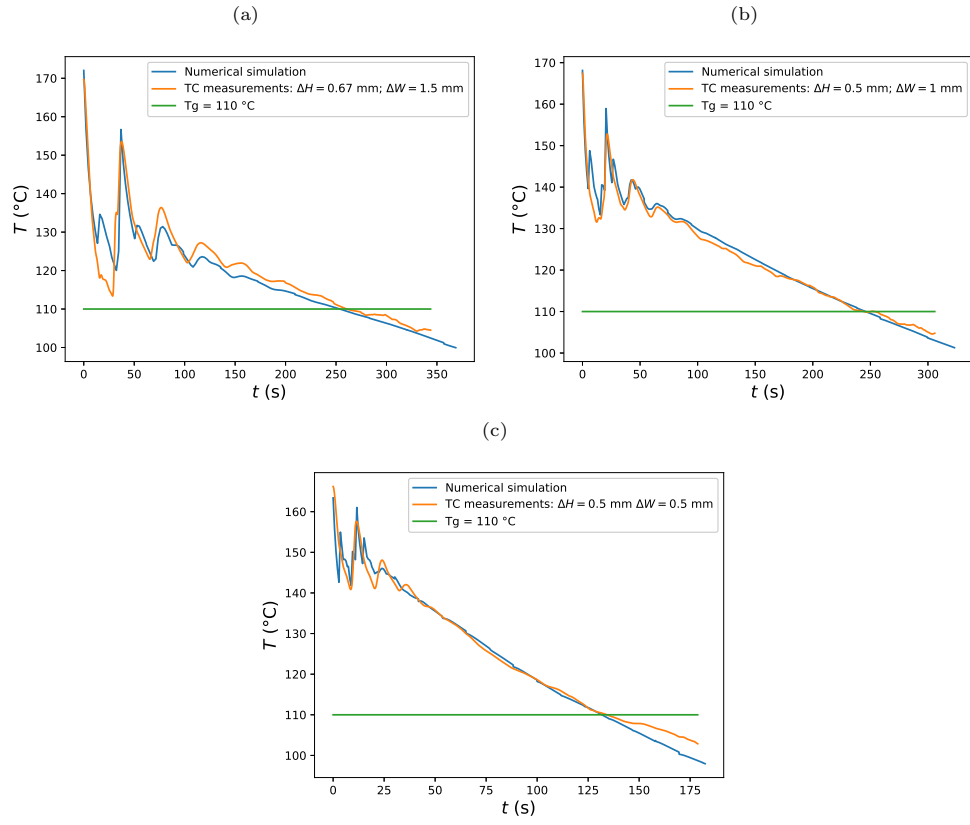 (a)
Numerical simulation
TC measurements: ΔH = 0.67 mm; ΔW = 1.5 mm
Tg = 110 °C
170
160
150
140
130
120
110
100
T (°C)
0 50 100 150 200 250 300 350
t (s)
(b)
Numerical simulation
TC measurements: ΔH = 0.5 mm; ΔW = 1 mm
Tg = 110 °C
170
160
150
140
130
120
110
100
T (°C)
0 50 100 150 200 250 300
t (s)
(c)
Numerical simulation
TC measurements: ΔH = 0.5 mm ΔW = 0.5 mm
Tg = 110 °C
160
150
140
130
120
110
100
T (°C)
0 25 50 75 100 125 150 175
t (s)